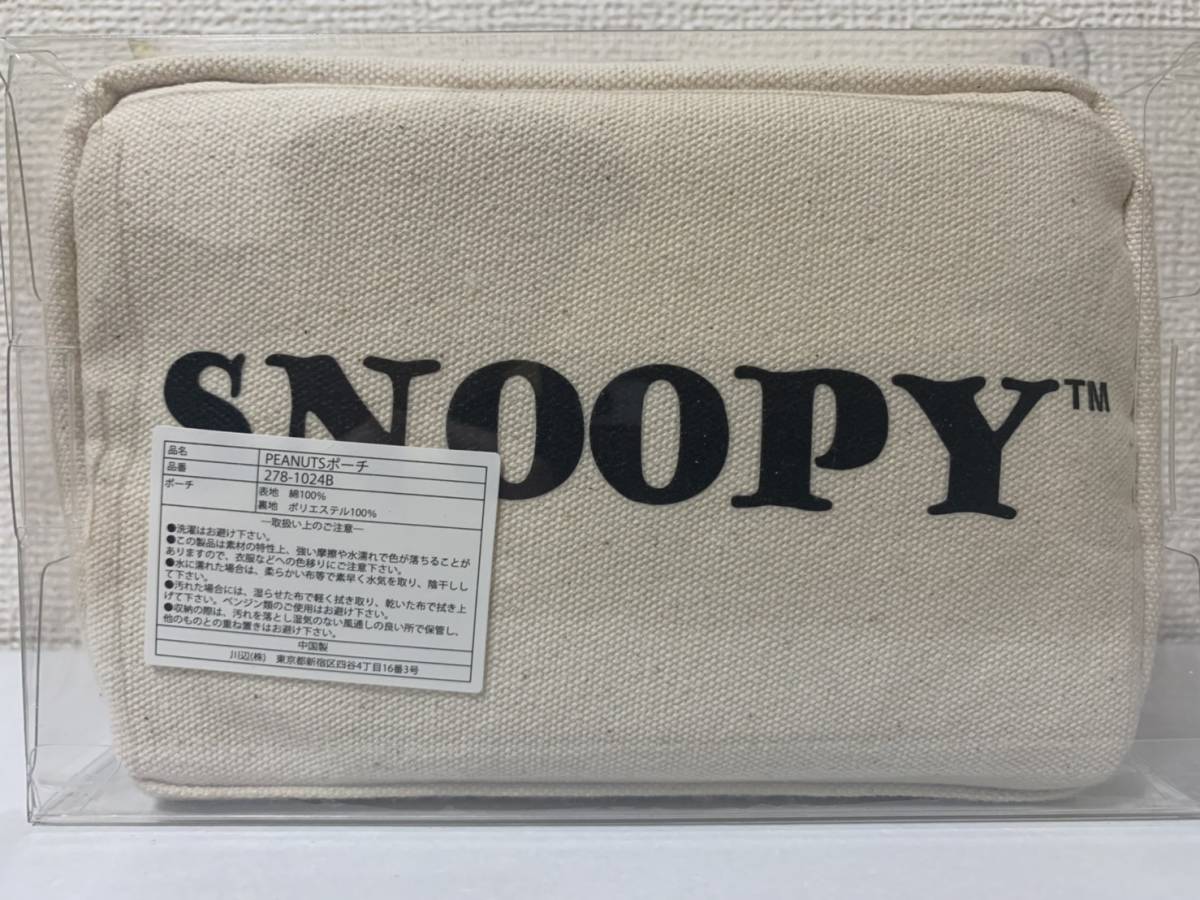 SNOOPY™
品名 PEANUTSポーチ
品番 278-1024B
ポーチ 表地 綿100%
裏地 ポリエステル100%
―取扱い上のご注意―
●洗濯はお避け下さい。
●この製品は素材の特性上、強い摩擦や水濡れで色が落ちることが
ありますので、衣服などへの色移りにご注意下さい。
●水に濡れた場合は、柔らかい布等で素早く水気を取り、陰干しし
て下さい。
●汚れた場合には、湿らせた布で軽く拭き取り、乾いた布で拭き上
げて下さい。ベンジン類のご使用はお避け下さい。
●収納の際は、汚れを落とし湿気のない風通しの良い所で保管し、
他のものとの重ね置きはお避け下さい。
中国製
川辺(株) 東京都新宿区四谷4丁目16番3号